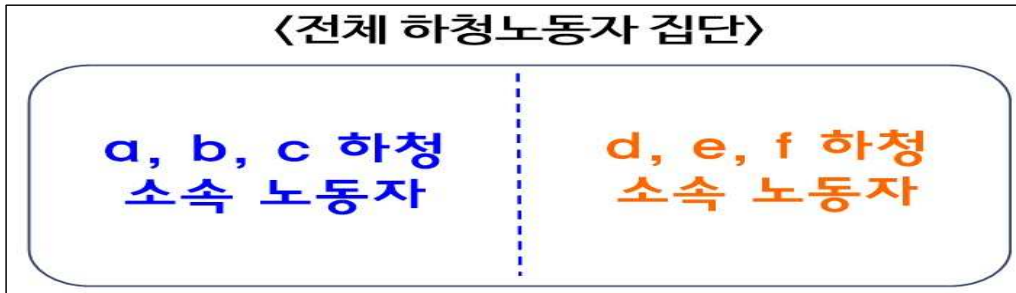 <전체 하청노동자 집단>
a, b, c 하청
소속 노동자
d, e, f 하청
소속 노동자